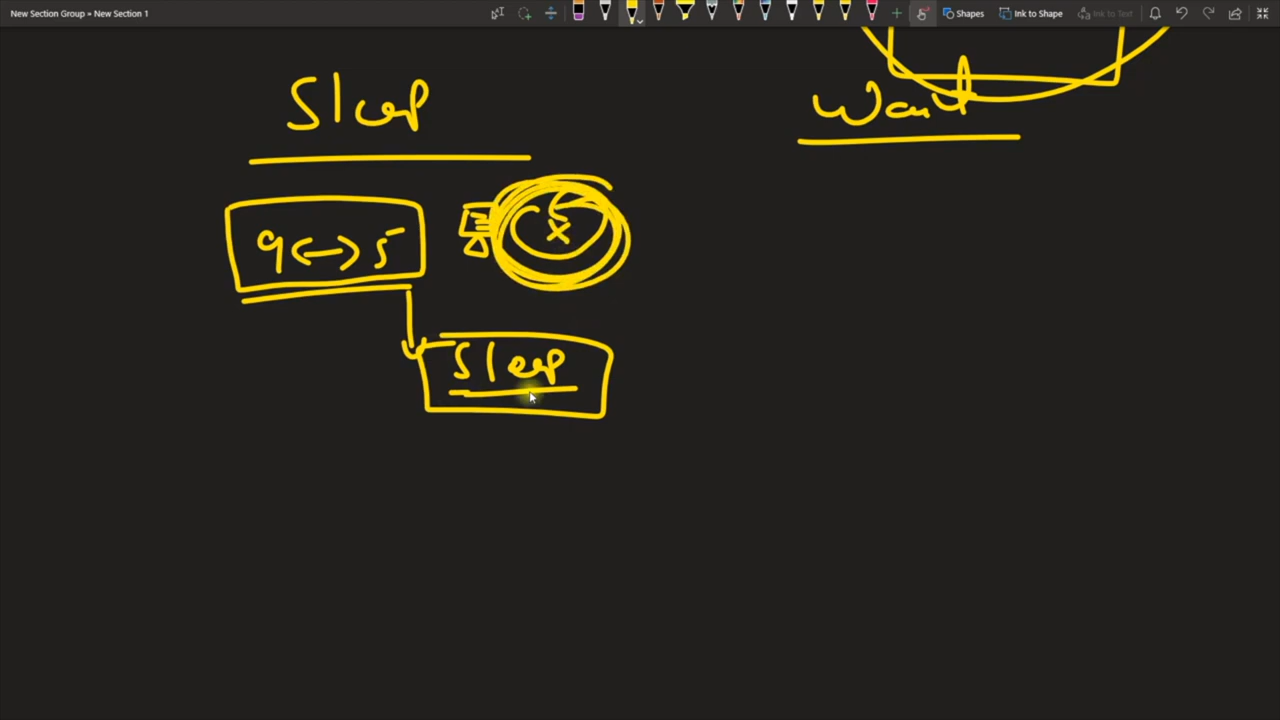 New Section Group » New Section 1
Shapes
Ink to Shape
Ink to Text
Sleep
Wait
9 ↔ 5
Sleep